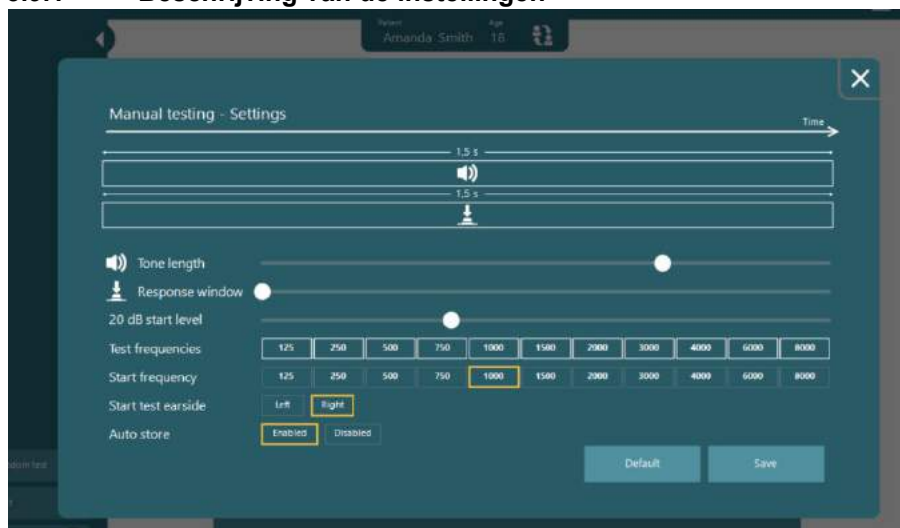 Beschrijving van de instellingen
Patient Age
Amanda Smith 18
Manual testing - Settings
Time
1,5 s
1,5 s
Tone length
Response window
20 dB start level
Test frequencies 125 250 500 750 1000 1500 2000 3000 4000 6000 8000
Start frequency 125 250 500 750 1000 1500 2000 3000 4000 6000 8000
Start test earside Left Right
Auto store Enabled Disabled
test
Default Save